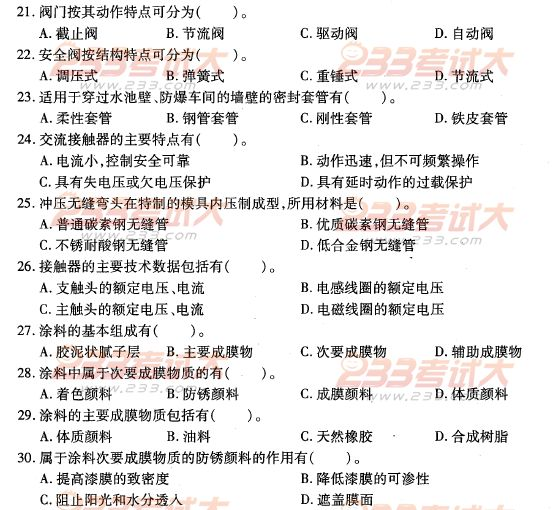 21. 阀门按其动作特点可分为(　　)。
A. 截止阀　B. 节流阀　C. 驱动阀　D. 自动阀
22. 安全阀按结构特点可分为(　　)。
A. 调压式　B. 弹簧式　C. 重锤式　D. 节流式
23. 适用于穿过水池壁、防爆车间的墙壁的密封套管有(　　)。
A. 柔性套管　B. 钢管套管　C. 刚性套管　D. 铁皮套管
24. 交流接触器的主要特点有(　　)。
A. 电流小,控制安全可靠　B. 动作迅速,但不可频繁操作
C. 具有失电压或欠电压保护　D. 具有延时动作的过载保护
25. 冲压无缝弯头在特制的模具内压制成型,所用材料是(　　)。
A. 普通碳素钢无缝管　B. 优质碳素钢无缝管
C. 不锈耐酸钢无缝管　D. 低合金钢无缝管
26. 接触器的主要技术数据包括有(　　)。
A. 支触头的额定电压、电流　B. 电感线圈的额定电压
C. 主触头的额定电压、电流　D. 电磁线圈的额定电压
27. 涂料的基本组成有(　　)。
A. 胶泥状腻子层　B. 主要成膜物　C. 次要成膜物　D. 辅助成膜物
28. 涂料中属于次要成膜物质的有(　　)。
A. 着色颜料　B. 防锈颜料　C. 成膜颜料　D. 体质颜料
29. 涂料的主要成膜物质包括有(　　)。
A. 体质颜料　B. 油料　C. 天然橡胶　D. 合成树脂
30. 属于涂料次要成膜物质的防锈颜料的作用有(　　)。
A. 提高漆膜的致密度　B. 降低漆膜的可渗性
C. 阻止阳光和水分透入　D. 遮盖膜面
233考试大
www.233.com